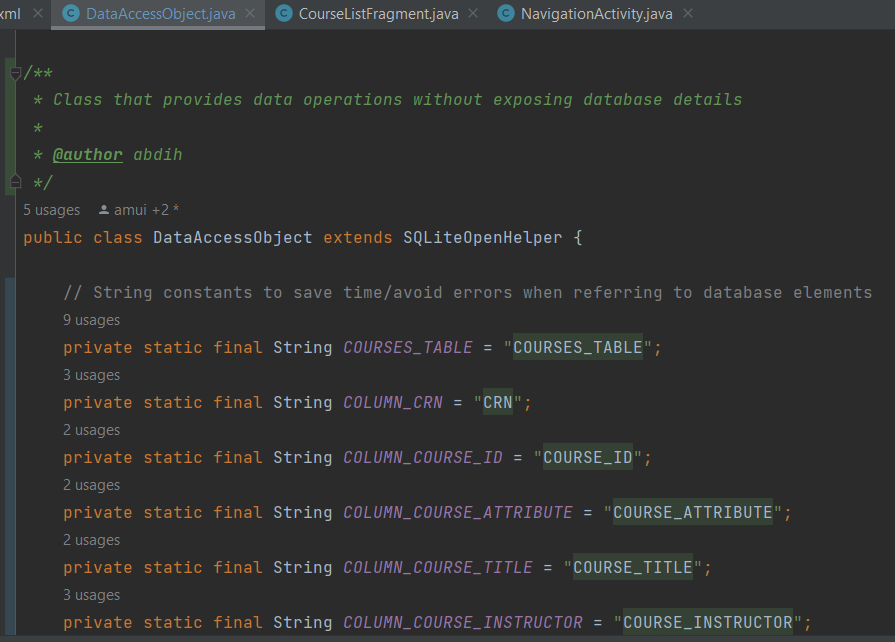 xml DataAccessObject.java CourseListFragment.java NavigationActivity.java
/**
* Class that provides data operations without exposing database details
*
* @author abdih
*/
5 usages amui +2 *
public class DataAccessObject extends SQLiteOpenHelper {
// String constants to save time/avoid errors when referring to database elements
9 usages
private static final String COURSES_TABLE = "COURSES_TABLE";
3 usages
private static final String COLUMN_CRN = "CRN";
2 usages
private static final String COLUMN_COURSE_ID = "COURSE_ID";
2 usages
private static final String COLUMN_COURSE_ATTRIBUTE = "COURSE_ATTRIBUTE";
2 usages
private static final String COLUMN_COURSE_TITLE = "COURSE_TITLE";
3 usages
private static final String COLUMN_COURSE_INSTRUCTOR = "COURSE_INSTRUCTOR";